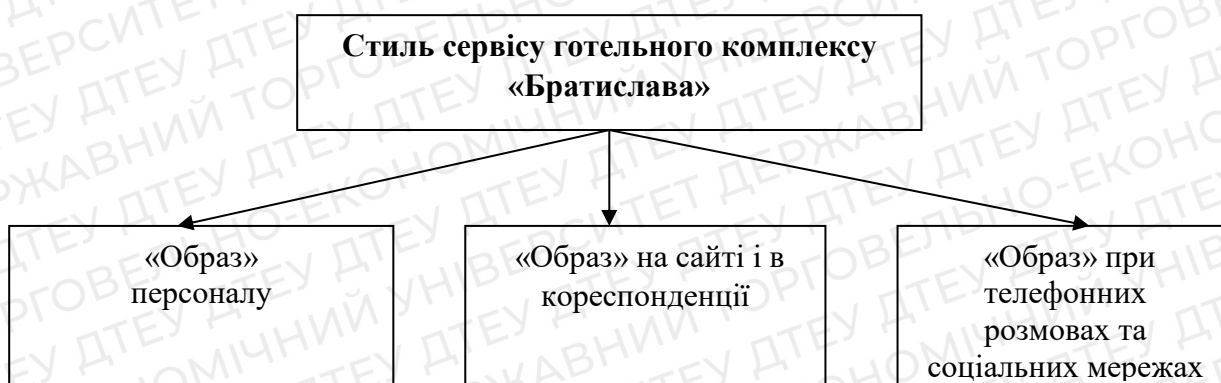 Стиль сервісу готельного комплексу
«Братислава»
«Образ»
персоналу
«Образ» на сайті і в
кореспонденції
«Образ» при
телефонних
розмовах та
соціальних мережах